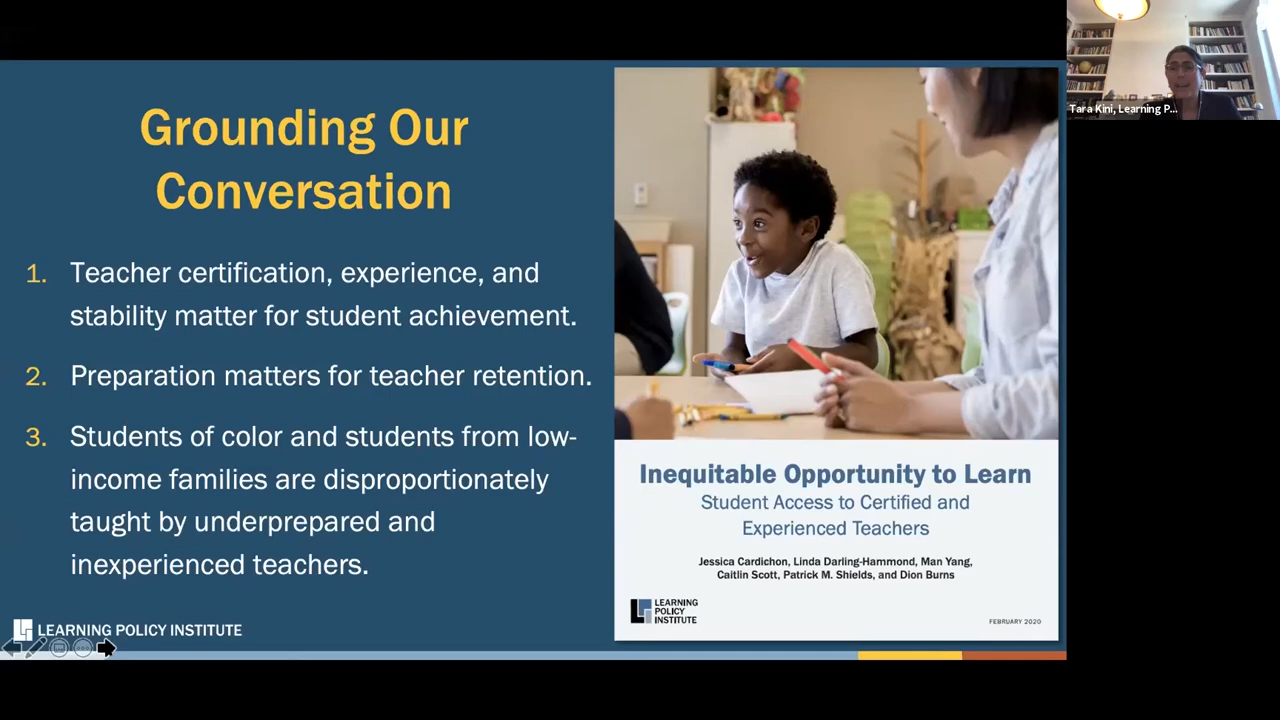 Grounding Our
Conversation
1. Teacher certification, experience, and
stability matter for student achievement.
2. Preparation matters for teacher retention.
3. Students of color and students from low-
income families are disproportionately
taught by underprepared and
inexperienced teachers.
LEARNING POLICY INSTITUTE
Inequitable Opportunity to Learn
Student Access to Certified and
Experienced Teachers
Jessica Cardichon, Linda Darling-Hammond, Man Yang,
Caitlin Scott, Patrick M. Shields, and Dion Burns
LEARNING
POLICY
INSTITUTE
FEBRUARY 2020
Tara Kini, Learning P...